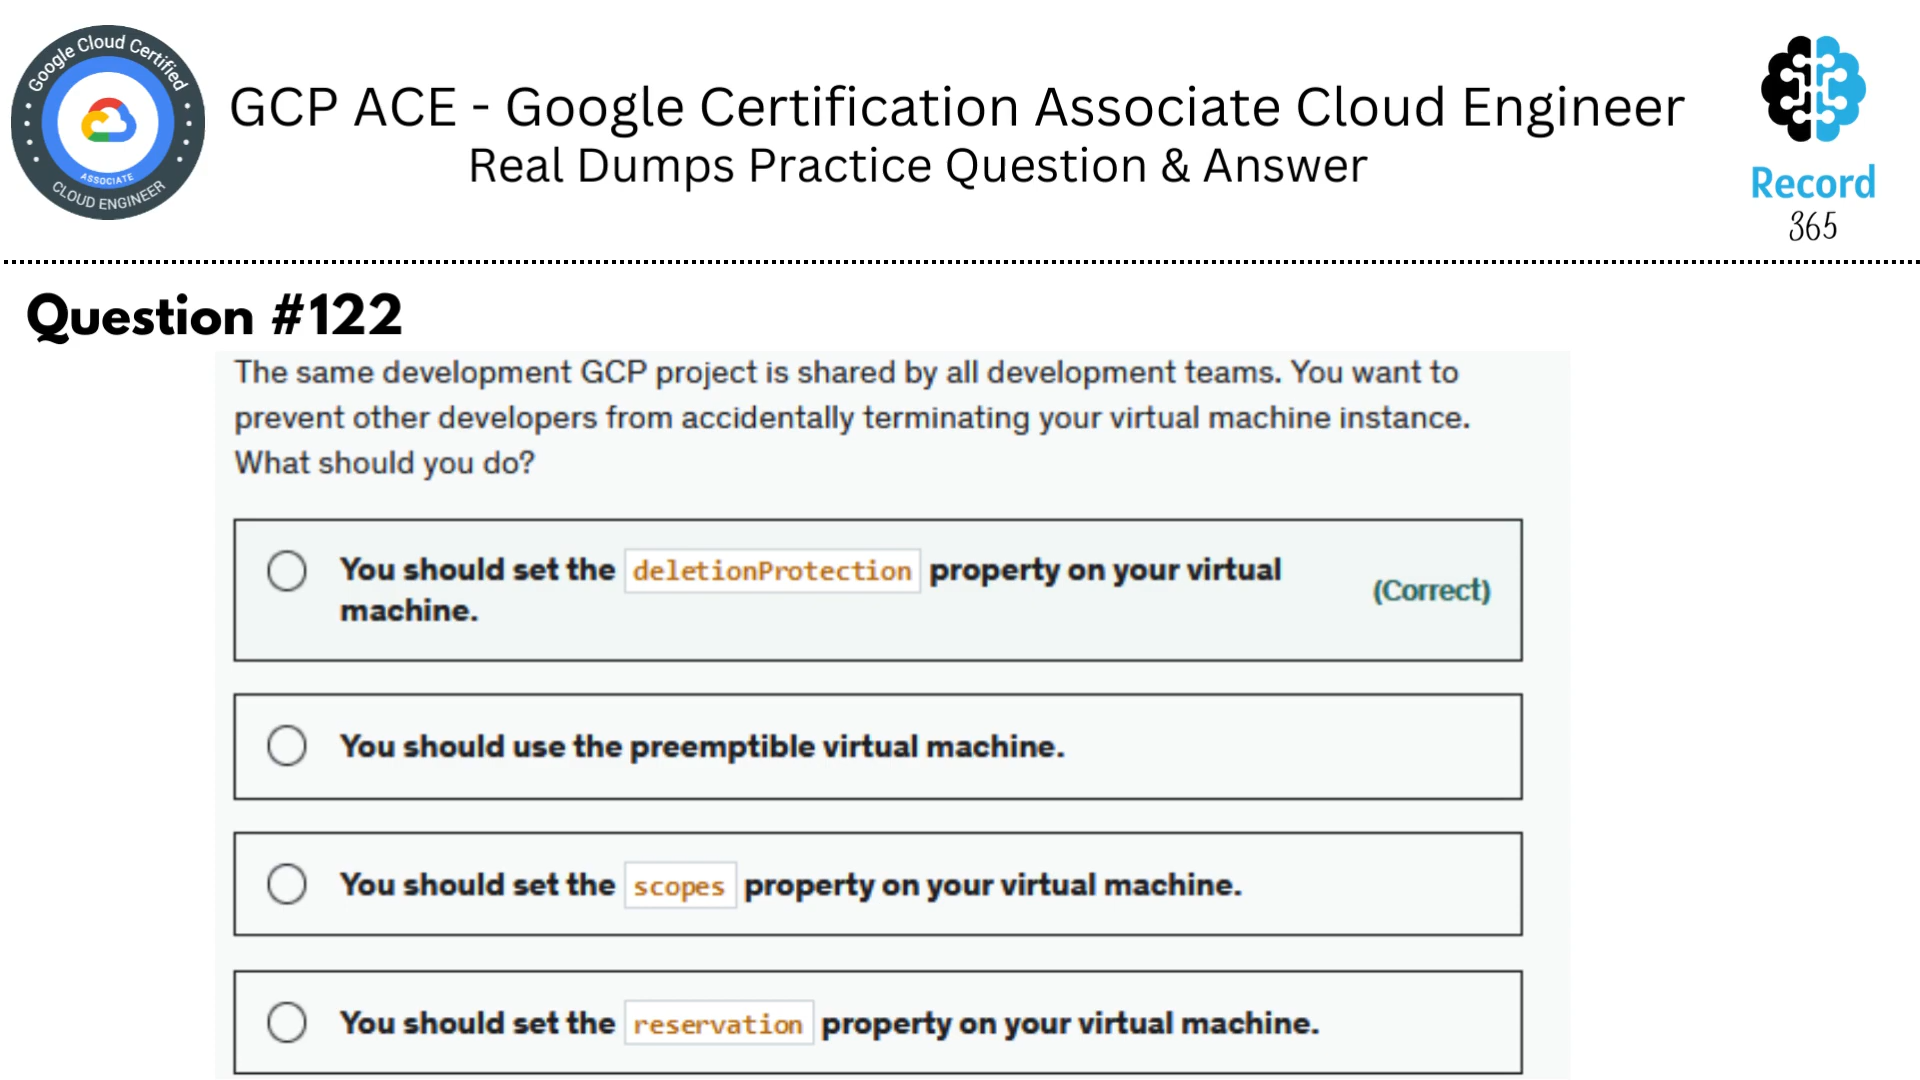 Google Cloud Certified
ASSOCIATE
CLOUD ENGINEER
GCP ACE - Google Certification Associate Cloud Engineer
Real Dumps Practice Question & Answer
Record
365
Question #122
The same development GCP project is shared by all development teams. You want to
prevent other developers from accidentally terminating your virtual machine instance.
What should you do?
You should set the deletionProtection property on your virtual
machine.
(Correct)
You should use the preemptible virtual machine.
You should set the scopes property on your virtual machine.
You should set the reservation property on your virtual machine.